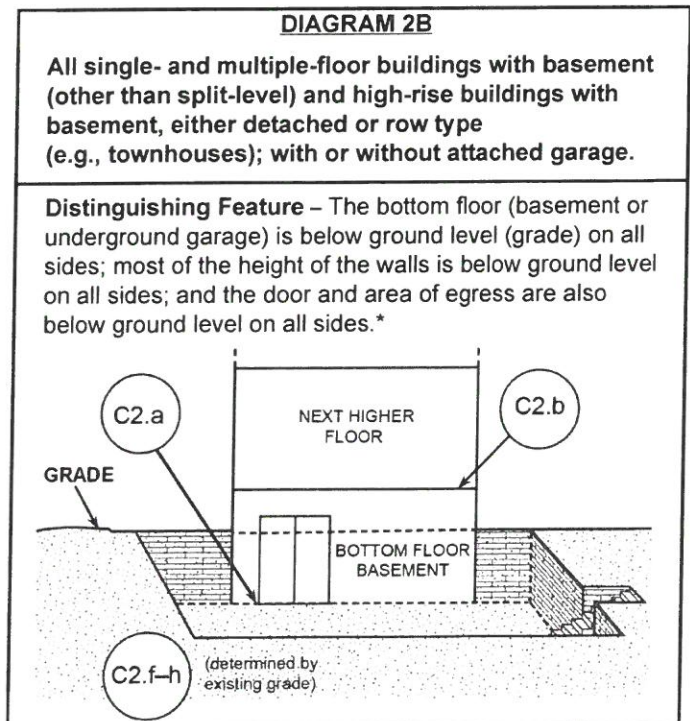 DIAGRAM 2B
All single- and multiple-floor buildings with basement
(other than split-level) and high-rise buildings with
basement, either detached or row type
(e.g., townhouses); with or without attached garage.
Distinguishing Feature – The bottom floor (basement or
underground garage) is below ground level (grade) on all
sides; most of the height of the walls is below ground level
on all sides; and the door and area of egress are also
below ground level on all sides.*
C2.a
NEXT HIGHER
FLOOR
C2.b
GRADE
BOTTOM FLOOR
BASEMENT
C2.f–h
(determined by
existing grade)